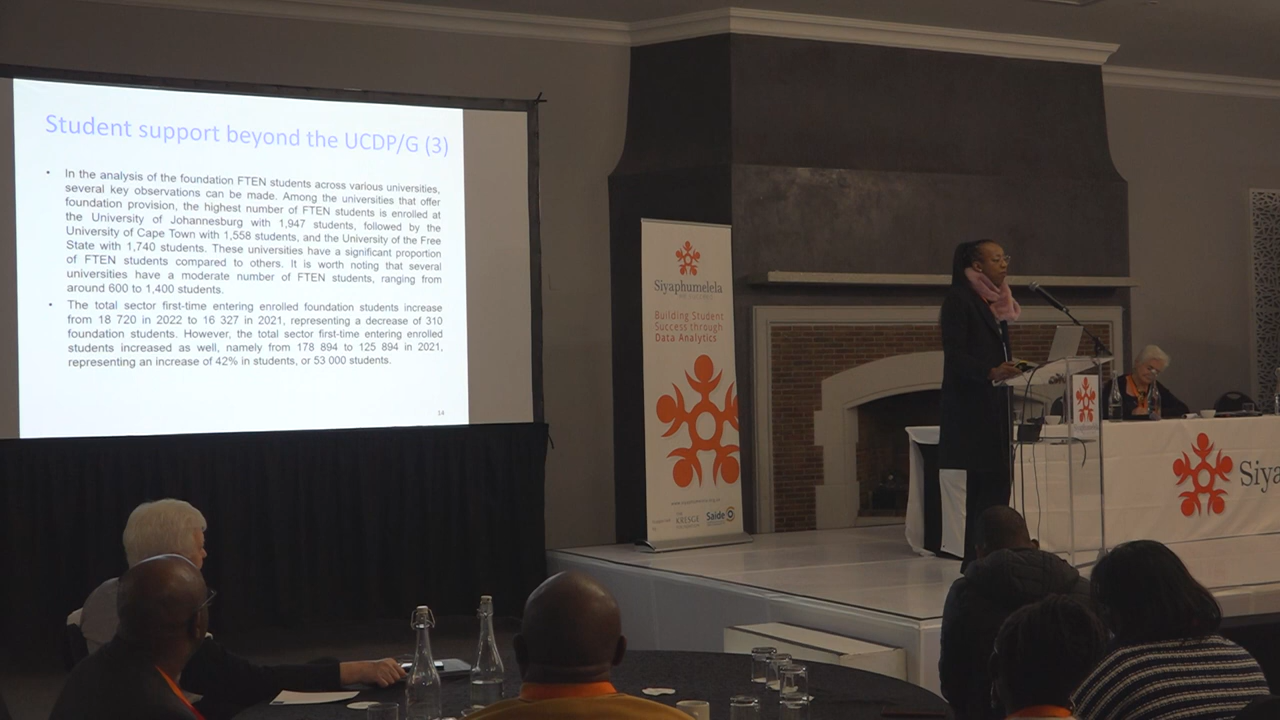 Student support beyond the UCDP/G (3)
• In the analysis of the foundation FTEN students across various universities,
several key observations can be made. Among the universities that offer
foundation provision, the highest number of FTEN students is enrolled at
the University of Johannesburg with 1,947 students, followed by the
University of Cape Town with 1,558 students, and the University of the Free
State with 1,740 students. These universities have a significant proportion
of FTEN students compared to others. It is worth noting that several
universities have a moderate number of FTEN students, ranging from
around 600 to 1,400 students.
• The total sector first-time entering enrolled foundation students increase
from 18 720 in 2022 to 16 327 in 2021, representing a decrease of 310
foundation students. However, the total sector first-time entering enrolled
students increased as well, namely from 178 894 to 125 894 in 2021,
representing an increase of 42% in students, or 53 000 students.
14
Siyaphumelela
Building Student
Success through
Data Analytics
KRESGE
Saide
Siya